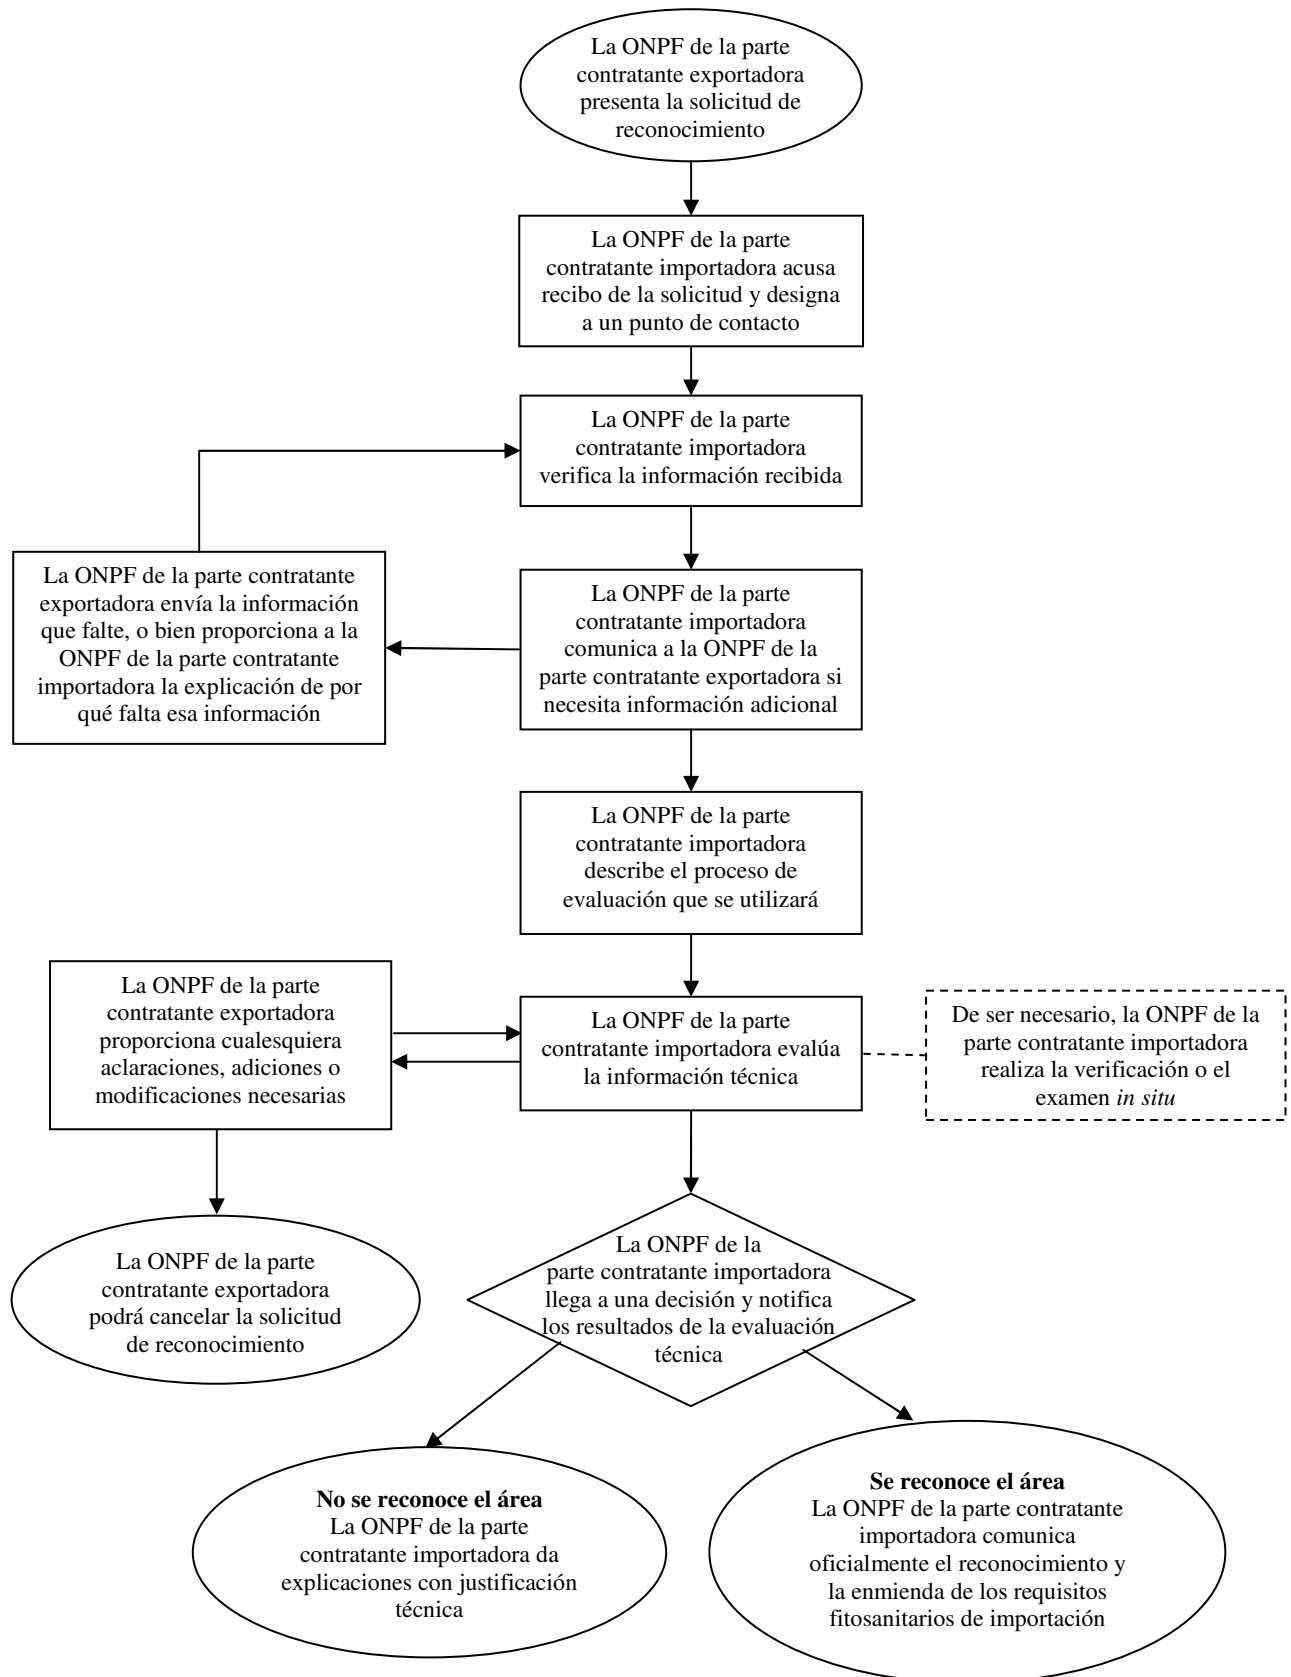 La ONPF de la parte
contratante exportadora
presenta la solicitud de
reconocimiento
La ONPF de la parte
contratante importadora acusa
recibo de la solicitud y designa
a un punto de contacto
La ONPF de la parte
contratante importadora
verifica la información recibida
La ONPF de la parte contratante
exportadora envía la información
que falte, o bien proporciona a la
ONPF de la parte contratante
importadora la explicación de por
qué falta esa información
La ONPF de la parte
contratante importadora
comunica a la ONPF de la
parte contratante exportadora si
necesita información adicional
La ONPF de la parte
contratante importadora
describe el proceso de
evaluación que se utilizará
La ONPF de la parte
contratante exportadora
proporciona cualesquiera
aclaraciones, adiciones o
modificaciones necesarias
La ONPF de la parte
contratante importadora evalúa
la información técnica
De ser necesario, la ONPF de la
parte contratante importadora
realiza la verificación o el
examen in situ
La ONPF de la parte
contratante exportadora
podrá cancelar la solicitud
de reconocimiento
La ONPF de la
parte contratante importadora
llega a una decisión y notifica
los resultados de la evaluación
técnica
No se reconoce el área
La ONPF de la parte
contratante importadora da
explicaciones con justificación
técnica
Se reconoce el área
La ONPF de la parte contratante
importadora comunica
oficialmente el reconocimiento y
la enmienda de los requisitos
fitosanitarios de importación